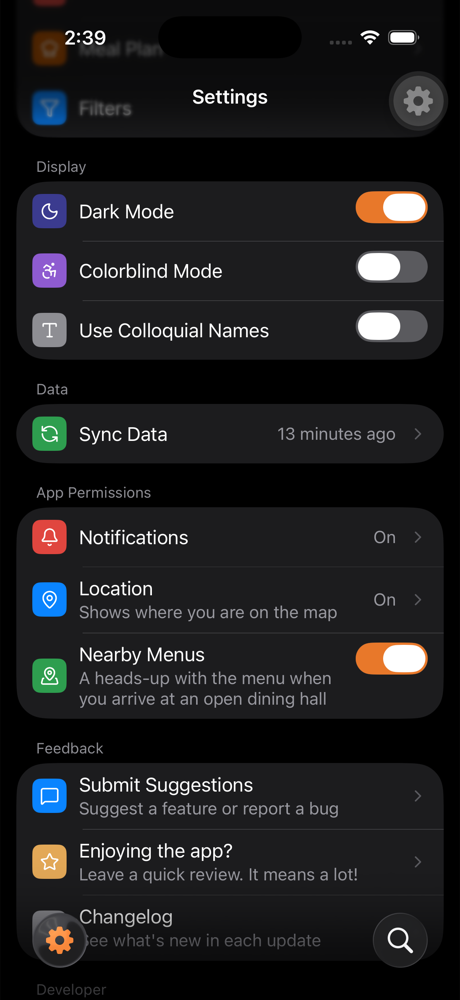 2:39
Meal Plan
Filters
Settings
Display
Dark Mode
Colorblind Mode
Use Colloquial Names
Data
Sync Data
13 minutes ago
App Permissions
Notifications
On
Location
Shows where you are on the map
On
Nearby Menus
A heads-up with the menu when
you arrive at an open dining hall
Feedback
Submit Suggestions
Suggest a feature or report a bug
Enjoying the app?
Leave a quick review. It means a lot!
Changelog
See what's new in each update
Developer